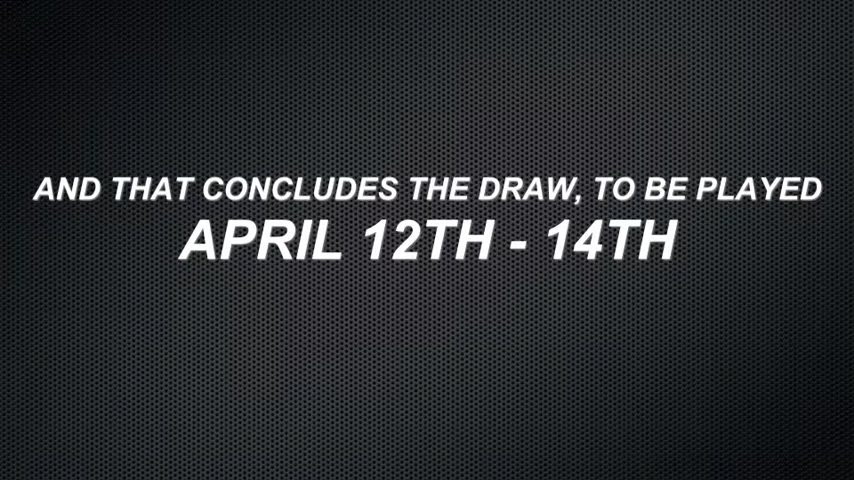 AND THAT CONCLUDES THE DRAW, TO BE PLAYED
APRIL 12TH - 14TH